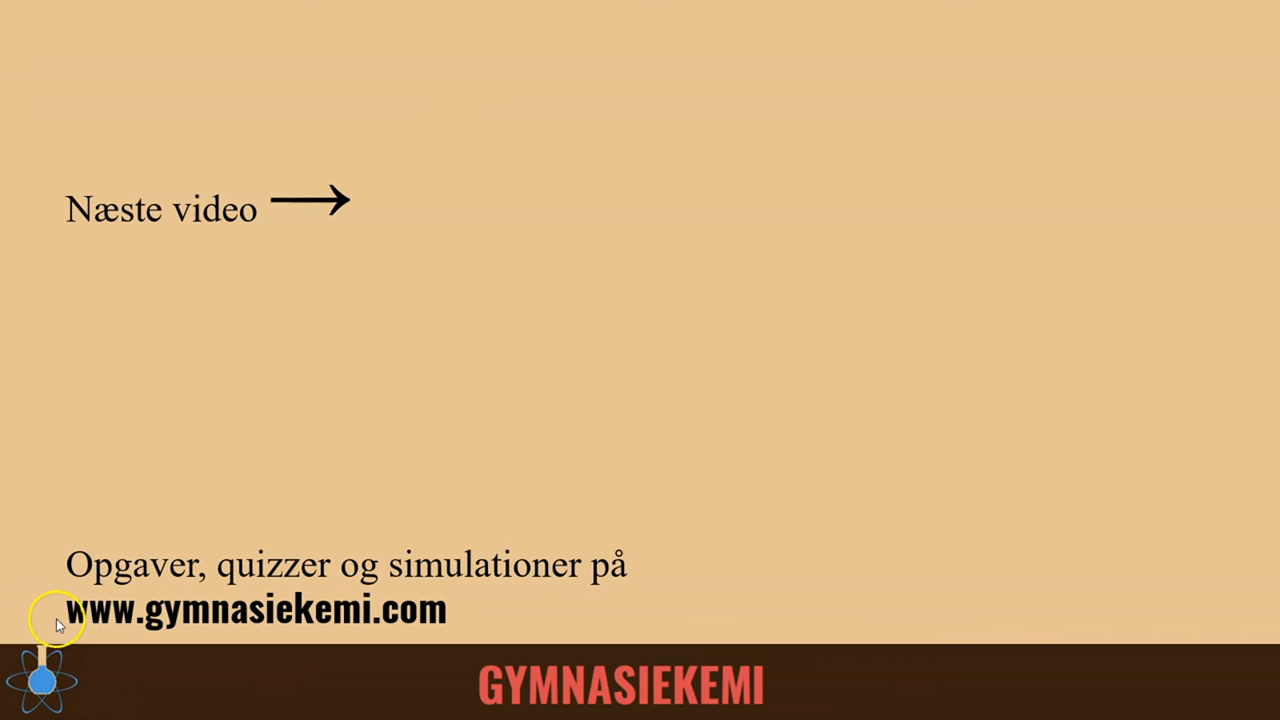 Næste video →
Opgaver, quizzer og simulationer på
www.gymnasiekemi.com
GYMNASIEKEMI